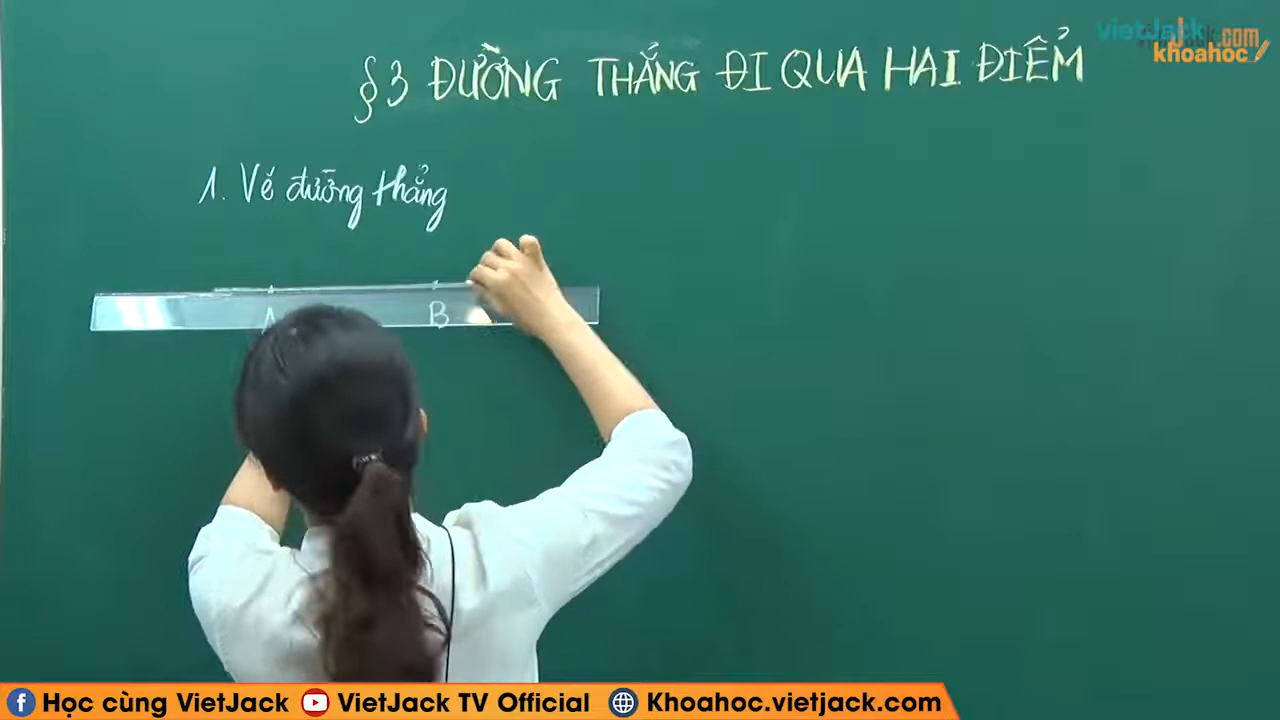 vietJack.com
khoahoc
§3 ĐƯỜNG THẲNG ĐI QUA HAI ĐIỂM
1. Vẽ đường thẳng
A B
Học cùng VietJack VietJack TV Official Khoahoc.vietjack.com